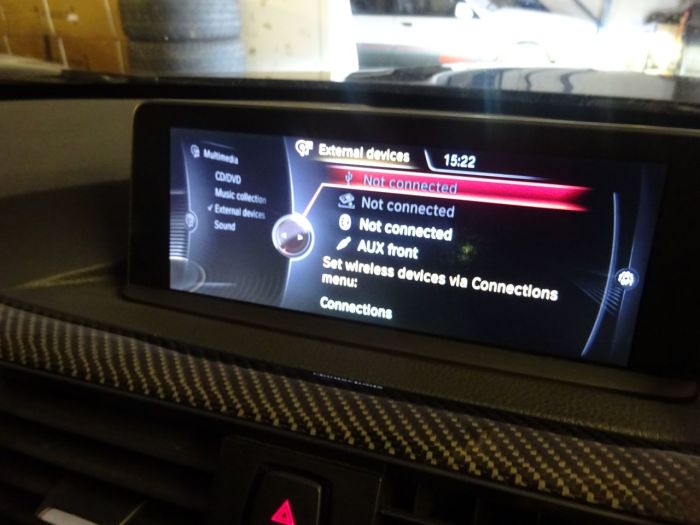 Multimedia
CD/DVD
Music collection
External devices
Sound
External devices
15:22
Not connected
Not connected
Not connected
AUX front
Set wireless devices via Connections
menu:
Connections